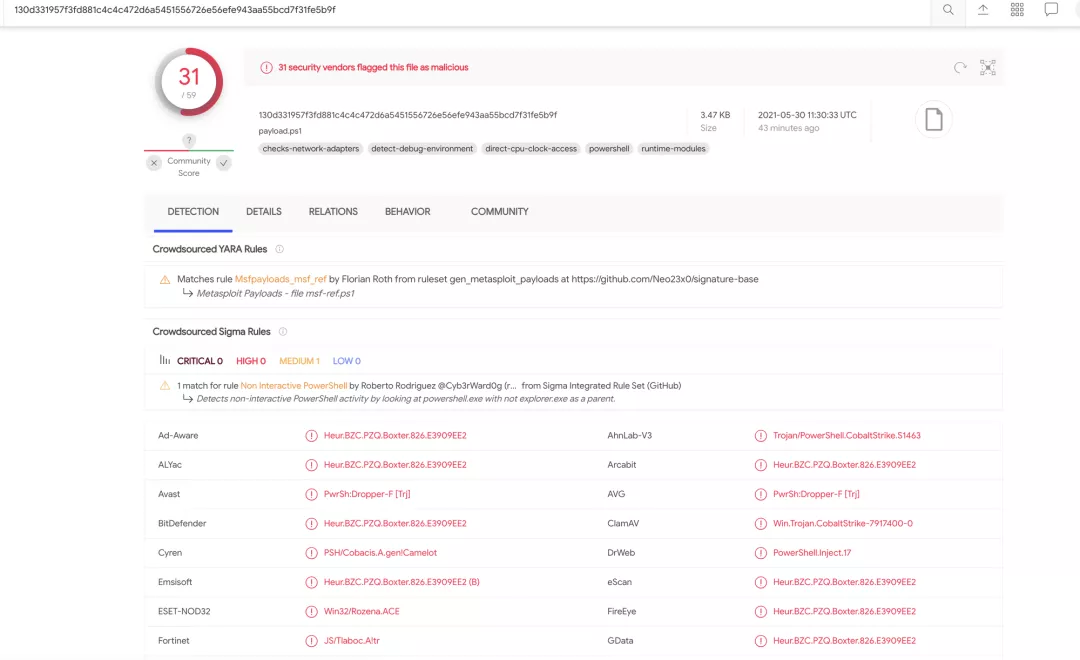 130d331957f3fd881c4c4c472d6a5451556726e56efe943aa55bcd7f31fe5b9f
31
/ 59
?
Community
Score
31 security vendors flagged this file as malicious
130d331957f3fd881c4c4c472d6a5451556726e56efe943aa55bcd7f31fe5b9f
payload.ps1
3.47 KB
Size
2021-05-30 11:30:33 UTC
43 minutes ago
checks-network-adapters detect-debug-environment direct-cpu-clock-access powershell runtime-modules
DETECTION DETAILS RELATIONS BEHAVIOR COMMUNITY
Crowdsourced YARA Rules
Matches rule Msfpayloads_msf_ref by Florian Roth from ruleset gen_metasploit_payloads at https://github.com/Neo23x0/signature-base
Metasploit Payloads - file msf-ref.ps1
Crowdsourced Sigma Rules
CRITICAL 0 HIGH 0 MEDIUM 1 LOW 0
1 match for rule Non Interactive PowerShell by Roberto Rodriguez @Cyb3rWard0g (r... from Sigma Integrated Rule Set (GitHub)
Detects non-interactive PowerShell activity by looking at powershell.exe with not explorer.exe as a parent.
Ad-Aware Heur.BZC.PZQ.Boxter.826.E3909EE2 AhnLab-V3 Trojan/PowerShell.CobaltStrike.S1463
ALYac Heur.BZC.PZQ.Boxter.826.E3909EE2 Arcabit Heur.BZC.PZQ.Boxter.826.E3909EE2
Avast PwrSh:Dropper-F [Trj] AVG PwrSh:Dropper-F [Trj]
BitDefender Heur.BZC.PZQ.Boxter.826.E3909EE2 ClamAV Win.Trojan.CobaltStrike-7917400-0
Cyren PSH/Cobacis.A.gen!Camelot DrWeb PowerShell.Inject.17
Emsisoft Heur.BZC.PZQ.Boxter.826.E3909EE2 (B) eScan Heur.BZC.PZQ.Boxter.826.E3909EE2
ESET-NOD32 Win32/Rozena.ACE FireEye Heur.BZC.PZQ.Boxter.826.E3909EE2
Fortinet JS/Tlaboc.A!tr GData Heur.BZC.PZQ.Boxter.826.E3909EE2